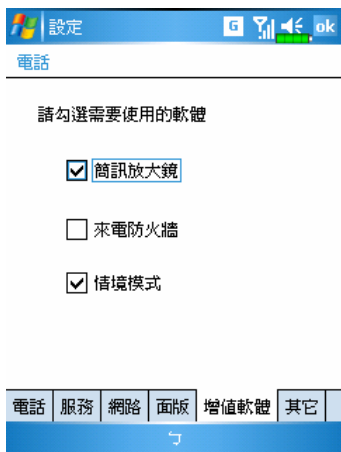 設定 G ok
電話
請勾選需要使用的軟體
簡訊放大鏡
來電防火牆
情境模式
電話 服務 網路 面版 增值軟體 其它